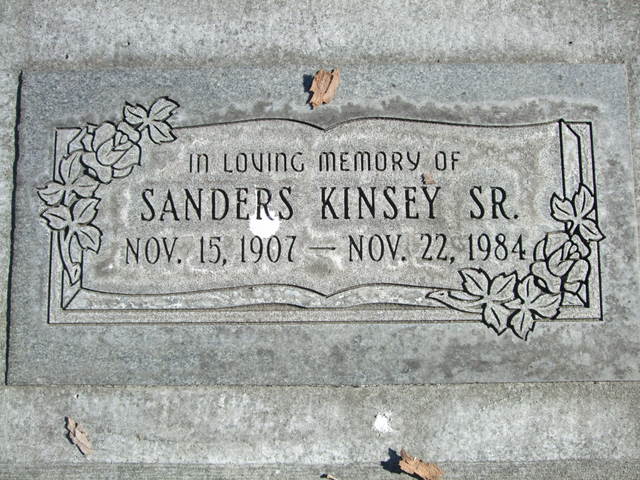 IN LOVING MEMORY OF
SANDERS KINSEY SR.
NOV. 15, 1907 — NOV. 22, 1984